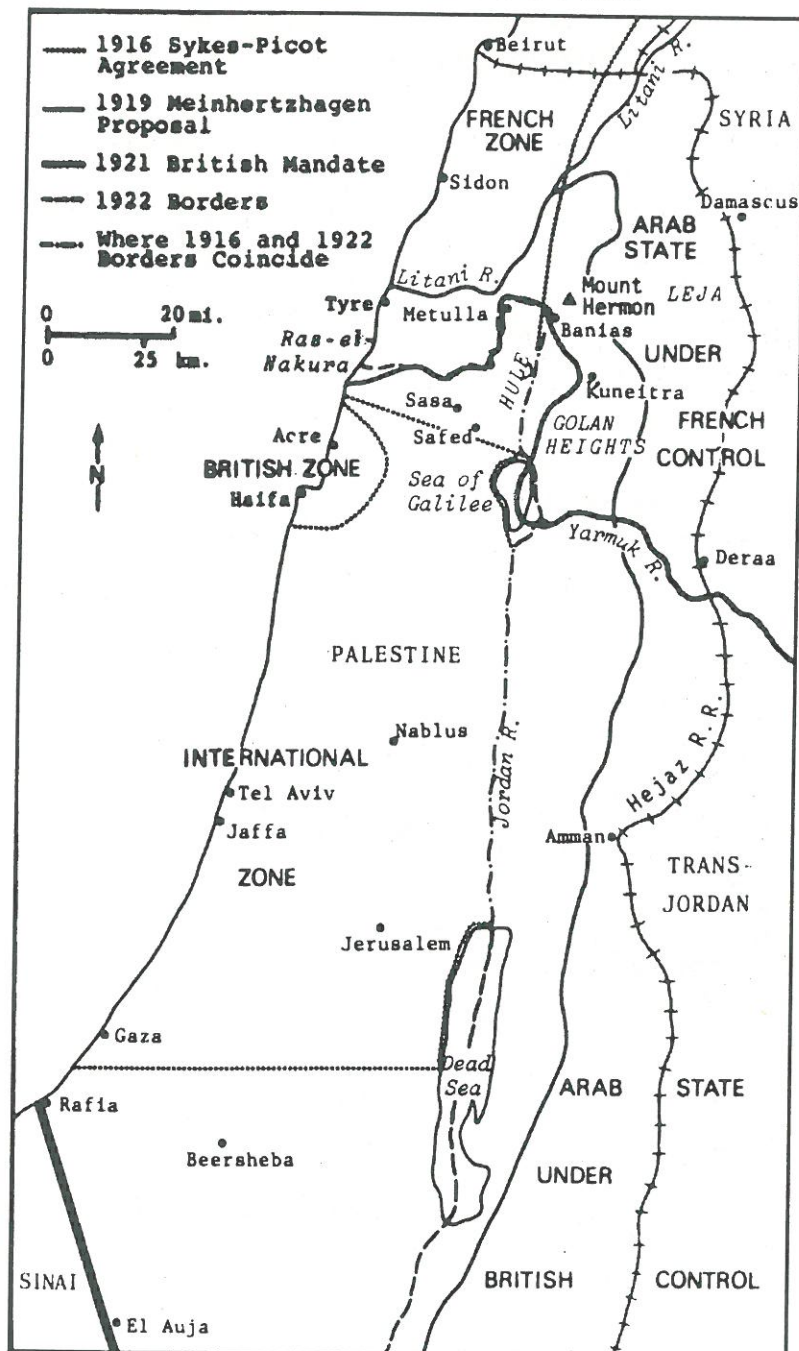 1916 Sykes-Picot
Agreement
1919 Meinhertzhagen
Proposal
1921 British Mandate
1922 Borders
Where 1916 and 1922
Borders Coincide
0 20 mi.
0 25 km.
N
Beirut
Litani R.
FRENCH
ZONE
SYRIA
Sidon
Damascus
ARAB
STATE
Litani R.
Mount
Hermon
LEJA
Tyre
Metulla
Banias
Ras-el-
Nakura
UNDER
HULE
Kuneitra
Sasa
Safed
GOLAN
HEIGHTS
FRENCH
CONTROL
Acre
BRITISH ZONE
Haifa
Sea of
Galilee
Yarmuk R.
Deraa
PALESTINE
Nablus
INTERNATIONAL
Jordan R.
Hejaz R. R.
Tel Aviv
Jaffa
Amman
ZONE
TRANS-
JORDAN
Jerusalem
Gaza
Dead
Sea
ARAB
STATE
Rafia
Beersheba
UNDER
SINAI
BRITISH
CONTROL
El Auja